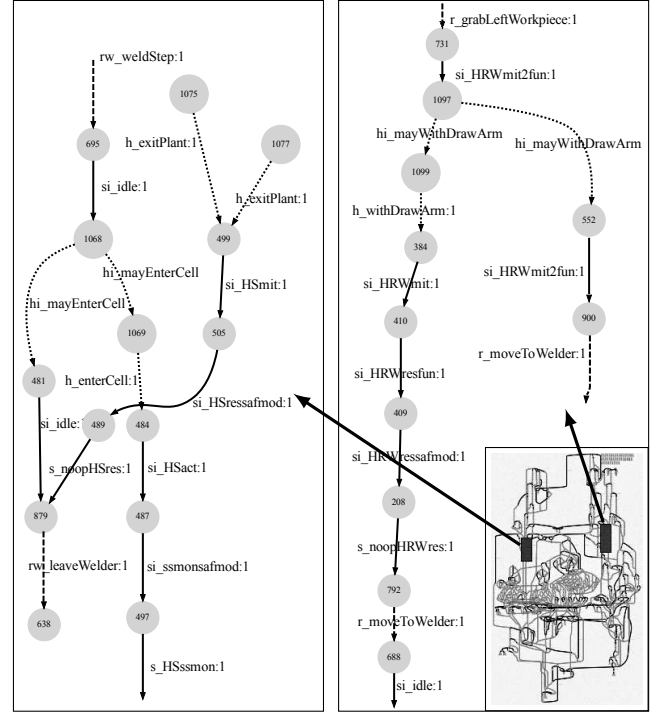 rw_weldStep:1
1075
h_exitPlant:1
1077
695
si_idle:1
h_exitPlant:1
1068
499
hi_mayEnterCell
si_HSmit:1
hi_mayEnterCell
1069
505
481
h_enterCell:1
si_HSressafmod:1
si_idle:1
489
484
s_noopHSres:1
si_HSact:1
879
487
rw_leaveWelder:1
si_ssmonsafmod:1
638
497
s_HSssmon:1
r_grabLeftWorkpiece:1
731
si_HRWmit2fun:1
1097
hi_mayWithDrawArm
hi_mayWithDrawArm
1099
h_withDrawArm:1
552
384
si_HRWmit:1
si_HRWmit2fun:1
410
900
si_HRWresfun:1
r_moveToWelder:1
409
si_HRWressafmod:1
208
s_noopHRWres:1
792
r_moveToWelder:1
688
si_idle:1